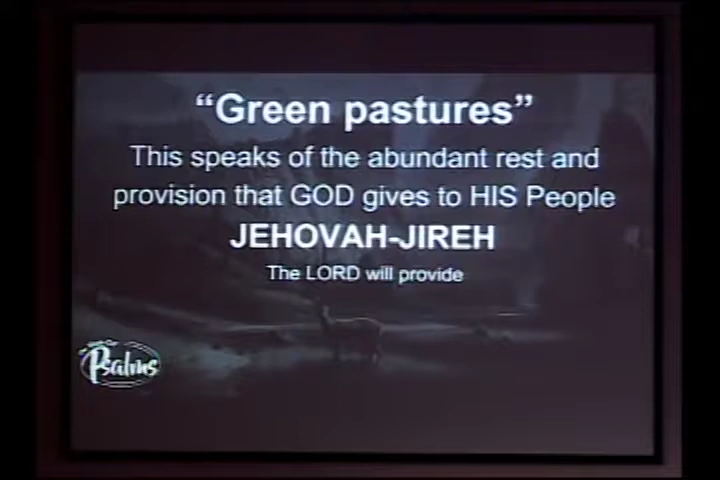 “Green pastures”
This speaks of the abundant rest and
provision that GOD gives to HIS People
JEHOVAH-JIREH
The LORD will provide
Psalms